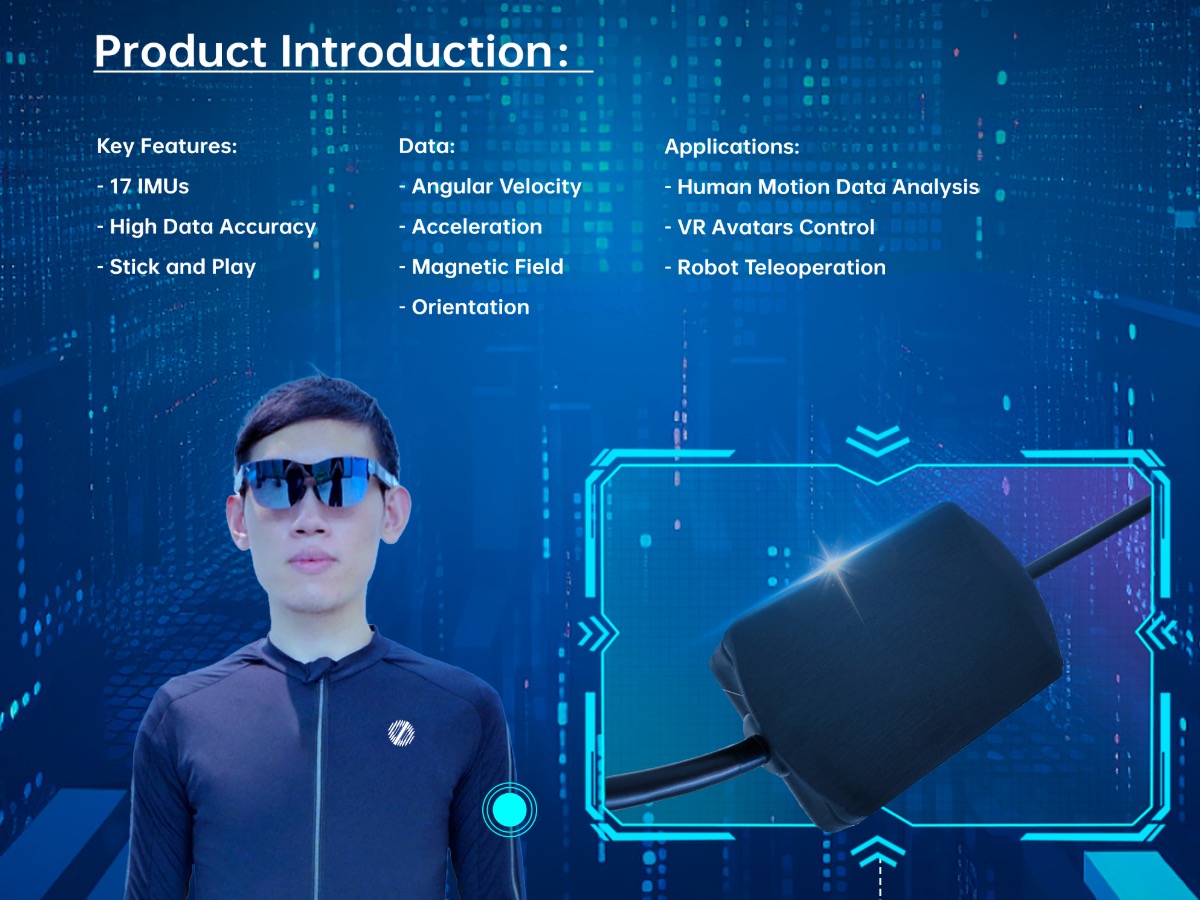 Product Introduction:
Key Features:
- 17 IMUs
- High Data Accuracy
- Stick and Play
Data:
- Angular Velocity
- Acceleration
- Magnetic Field
- Orientation
Applications:
- Human Motion Data Analysis
- VR Avatars Control
- Robot Teleoperation